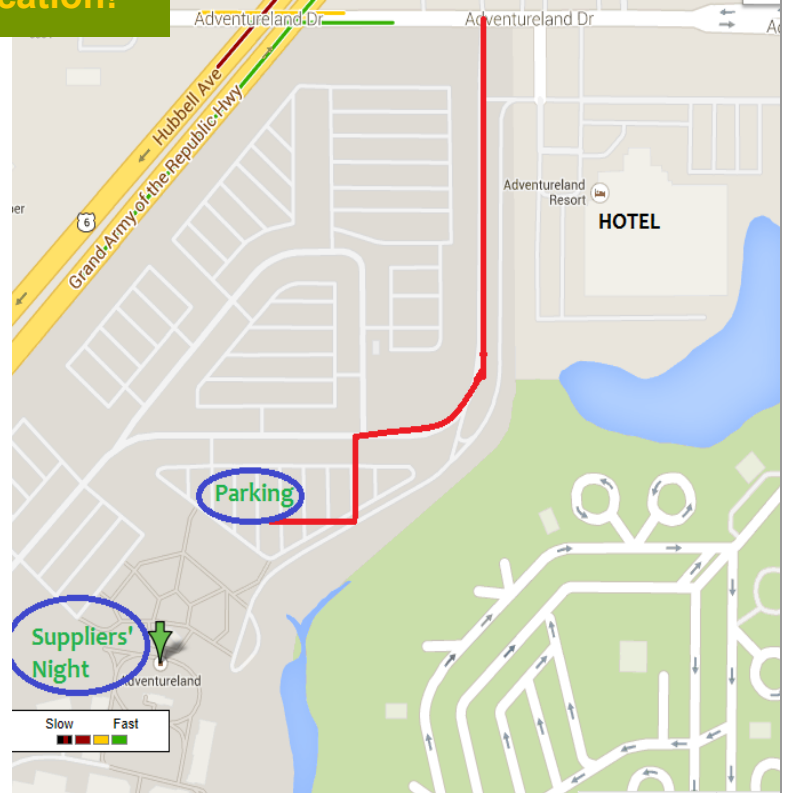 Adventureland Dr
Adventureland Dr
Hubbell Ave
Grand Army of the Republic Hwy
6
Adventureland
Resort
HOTEL
Parking
Suppliers'
Night
Adventureland
Slow Fast